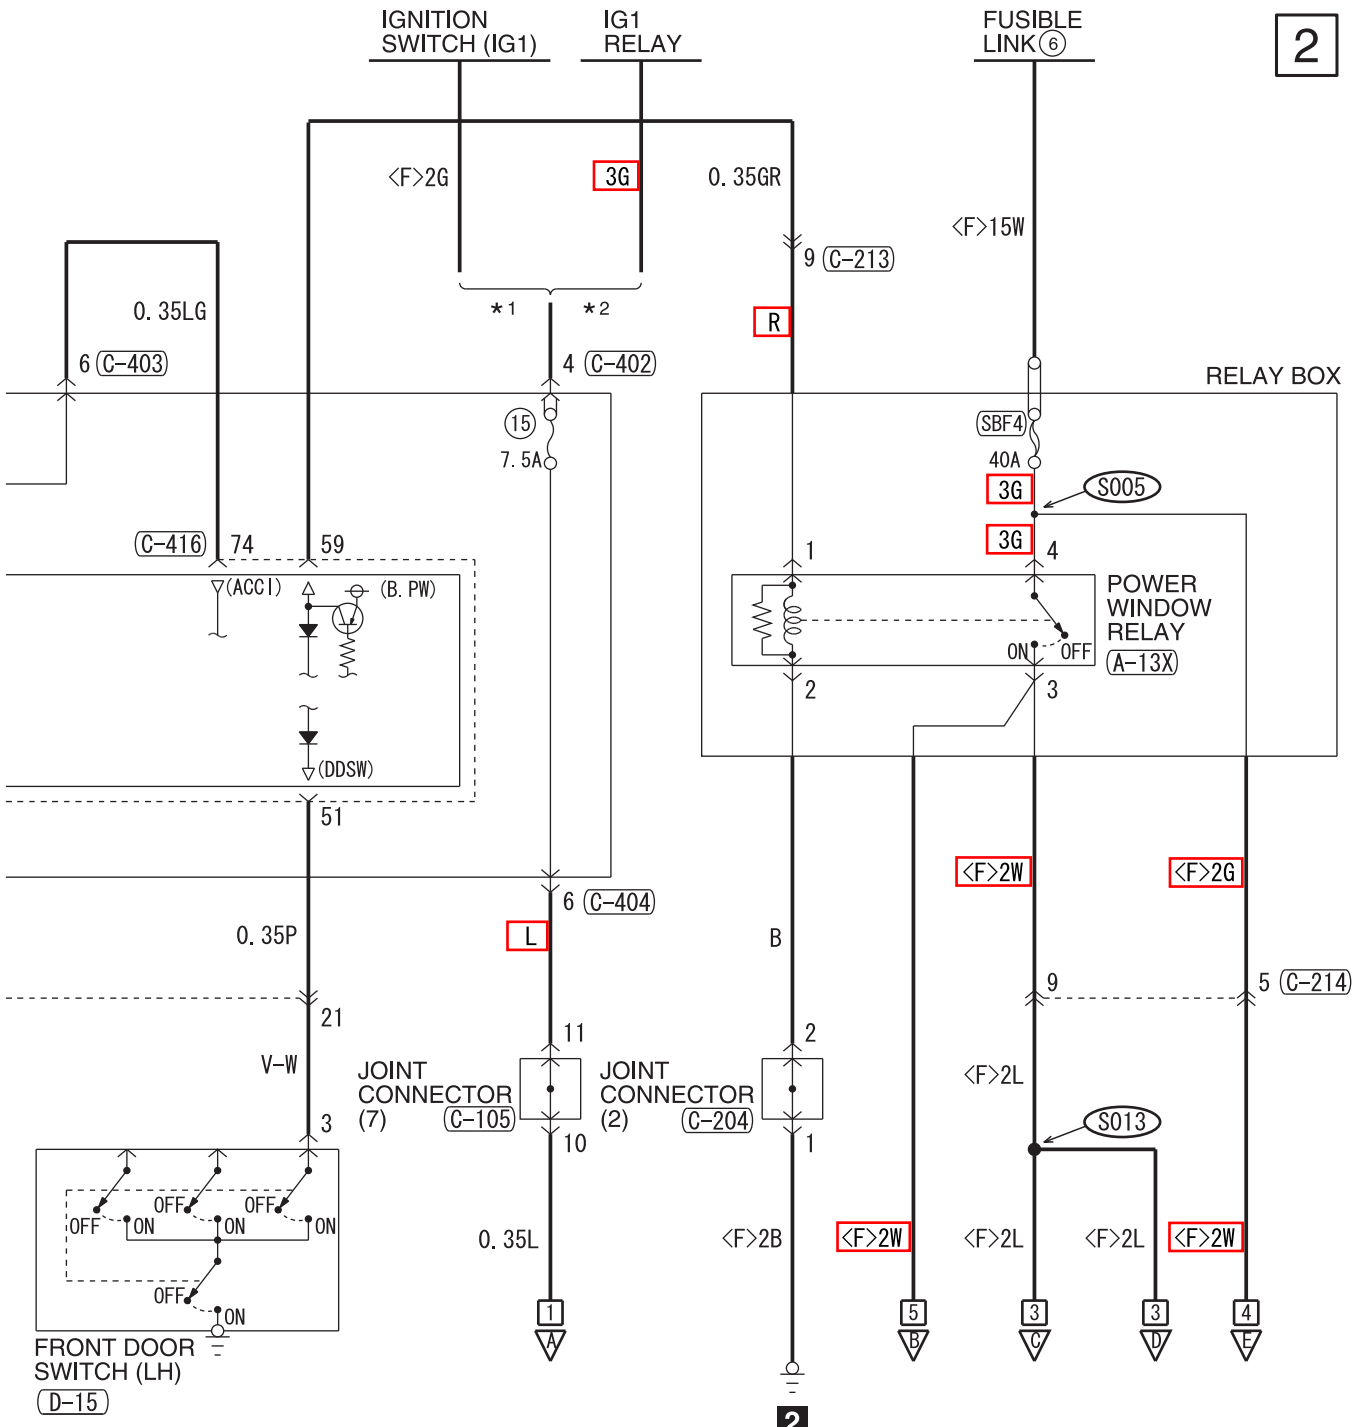 IGNITION
SWITCH (IG1)
IG1
RELAY
FUSIBLE
LINK 6
2
<F>2G
3G
0.35GR
<F>15W
9 C-213
0.35LG
*1
*2
R
6 C-403
4 C-402
RELAY BOX
15
7.5A
SBF4
40A
3G
S005
3G
C-416 74
59
1
4
(ACCI)
(B.PW)
POWER
WINDOW
RELAY
A-13X
ON
OFF
2
3
(DDSW)
51
<F>2W
<F>2G
6 C-404
0.35P
L
B
9
5 C-214
21
11
2
V-W
JOINT
CONNECTOR
(7)
C-105
JOINT
CONNECTOR
(2)
C-204
<F>2L
3
10
1
S013
OFF
ON
OFF
ON
OFF
ON
0.35L
<F>2B
<F>2W
<F>2L
<F>2L
<F>2W
OFF
ON
1
5
3
3
4
A
B
C
D
E
FRONT DOOR
SWITCH (LH)
D-15
2